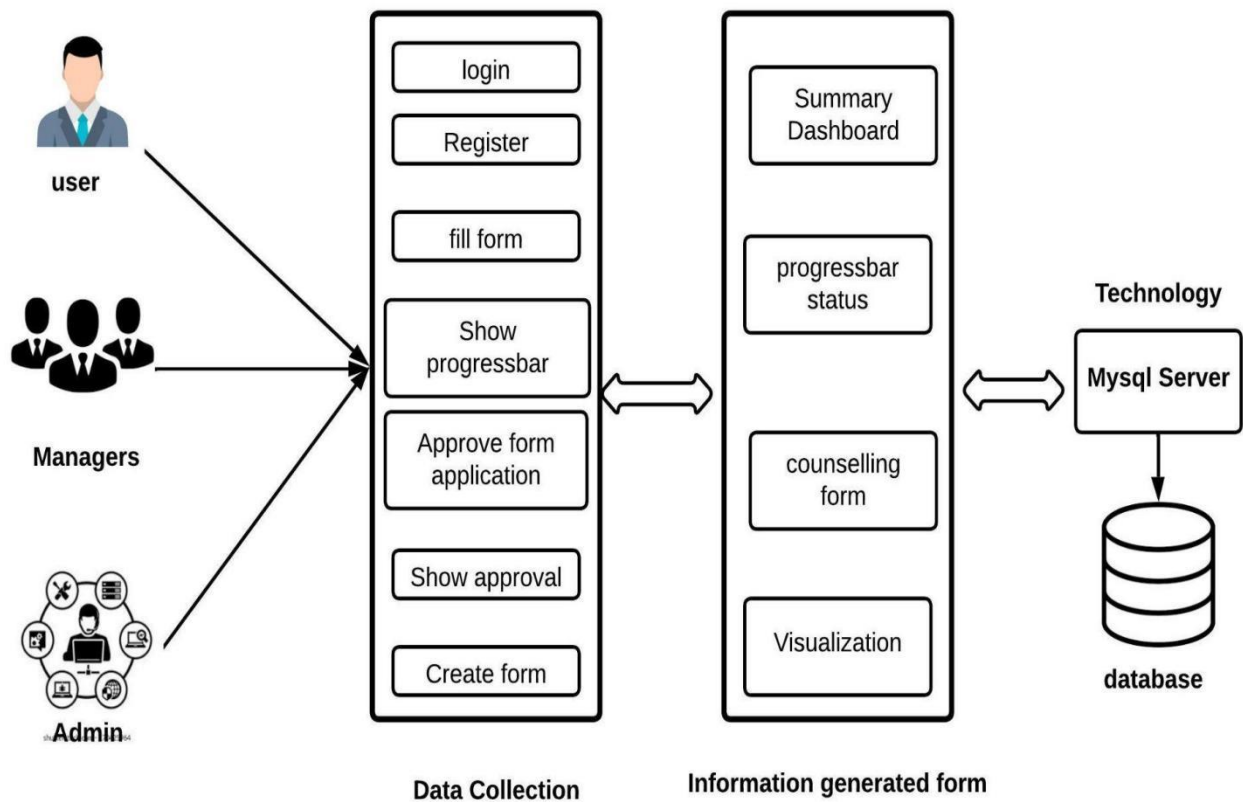 user
Managers
Admin
login
Register
fill form
Show
progressbar
Approve form
application
Show approval
Create form
Data Collection
Summary
Dashboard
progressbar
status
counselling
form
Visualization
Information generated form
Technology
Mysql Server
database